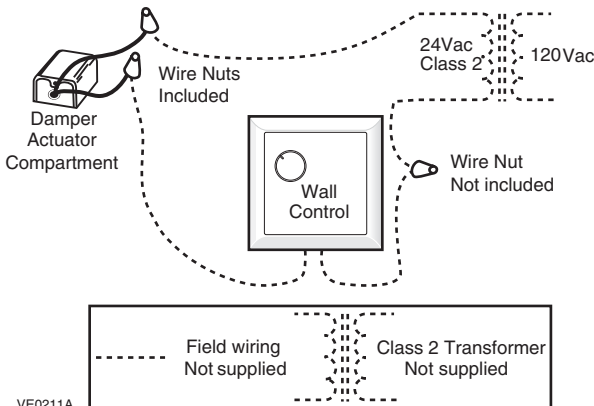 24Vac
Class 2
120Vac
Wire Nuts
Included
Damper
Actuator
Compartment
Wall
Control
Wire Nut
Not included
Field wiring
Not supplied
Class 2 Transformer
Not supplied
VE0211A